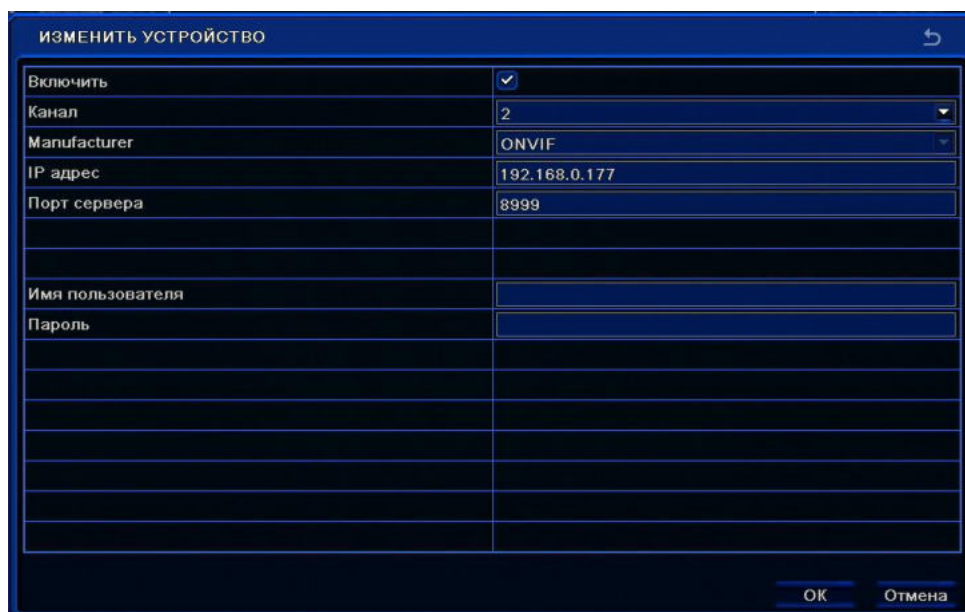 ИЗМЕНИТЬ УСТРОЙСТВО
Включить
Канал 2
Manufacturer ONVIF
IP адрес 192.168.0.177
Порт сервера 8999
Имя пользователя
Пароль
OK Отмена